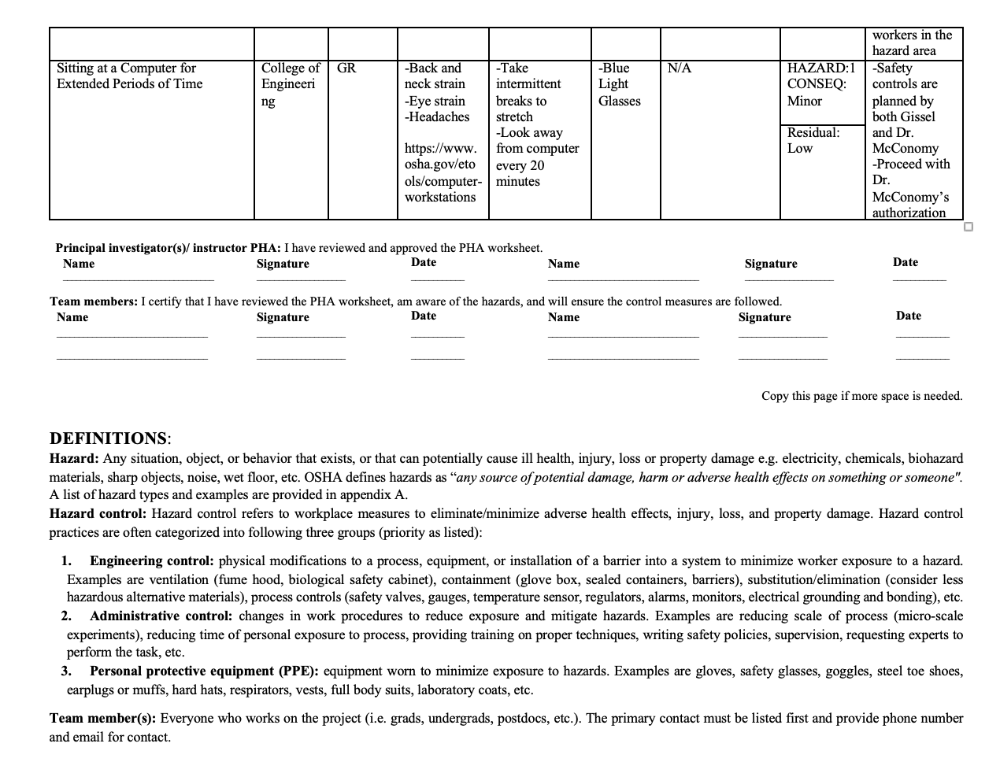 workers in the
hazard area
Sitting at a Computer for
Extended Periods of Time
College of
Engineeri
ng
GR
-Back and
neck strain
-Eye strain
-Headaches
https://www.
osha.gov/eto
ols/computer-
workstations
-Take
intermittent
breaks to
stretch
-Look away
from computer
every 20
minutes
-Blue
Light
Glasses
N/A
HAZARD:1
CONSEQ:
Minor
Residual:
Low
-Safety
controls are
planned by
both Gissel
and Dr.
McConomy
-Proceed with
Dr.
McConomy’s
authorization
Principal investigator(s)/ instructor PHA: I have reviewed and approved the PHA worksheet.
Name Signature Date Name Signature Date
Team members: I certify that I have reviewed the PHA worksheet, am aware of the hazards, and will ensure the control measures are followed.
Name Signature Date Name Signature Date
Copy this page if more space is needed.
DEFINITIONS:
Hazard: Any situation, object, or behavior that exists, or that can potentially cause ill health, injury, loss or property damage e.g. electricity, chemicals, biohazard
materials, sharp objects, noise, wet floor, etc. OSHA defines hazards as “any source of potential damage, harm or adverse health effects on something or someone".
A list of hazard types and examples are provided in appendix A.
Hazard control: Hazard control refers to workplace measures to eliminate/minimize adverse health effects, injury, loss, and property damage. Hazard control
practices are often categorized into following three groups (priority as listed):
1. Engineering control: physical modifications to a process, equipment, or installation of a barrier into a system to minimize worker exposure to a hazard.
Examples are ventilation (fume hood, biological safety cabinet), containment (glove box, sealed containers, barriers), substitution/elimination (consider less
hazardous alternative materials), process controls (safety valves, gauges, temperature sensor, regulators, alarms, monitors, electrical grounding and bonding), etc.
2. Administrative control: changes in work procedures to reduce exposure and mitigate hazards. Examples are reducing scale of process (micro-scale
experiments), reducing time of personal exposure to process, providing training on proper techniques, writing safety policies, supervision, requesting experts to
perform the task, etc.
3. Personal protective equipment (PPE): equipment worn to minimize exposure to hazards. Examples are gloves, safety glasses, goggles, steel toe shoes,
earplugs or muffs, hard hats, respirators, vests, full body suits, laboratory coats, etc.
Team member(s): Everyone who works on the project (i.e. grads, undergrads, postdocs, etc.). The primary contact must be listed first and provide phone number
and email for contact.